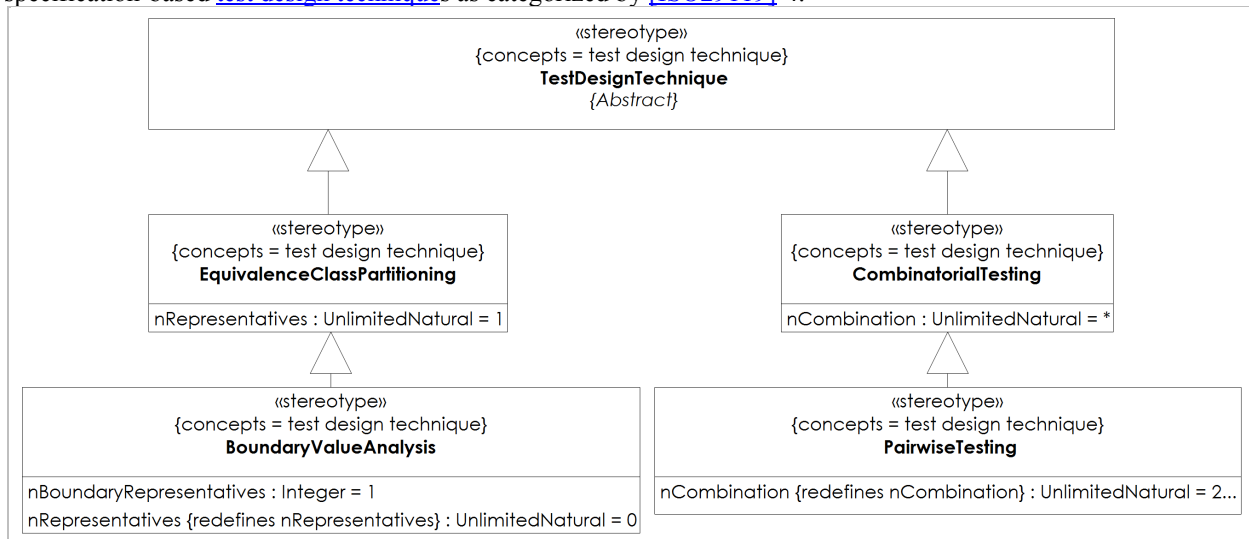 «stereotype»
{concepts = test design technique}
TestDesignTechnique
{Abstract}
«stereotype»
{concepts = test design technique}
EquivalenceClassPartitioning
nRepresentatives : UnlimitedNatural = 1
«stereotype»
{concepts = test design technique}
CombinatorialTesting
nCombination : UnlimitedNatural = *
«stereotype»
{concepts = test design technique}
BoundaryValueAnalysis
nBoundaryRepresentatives : Integer = 1
nRepresentatives {redefines nRepresentatives} : UnlimitedNatural = 0
«stereotype»
{concepts = test design technique}
PairwiseTesting
nCombination {redefines nCombination} : UnlimitedNatural = 2...